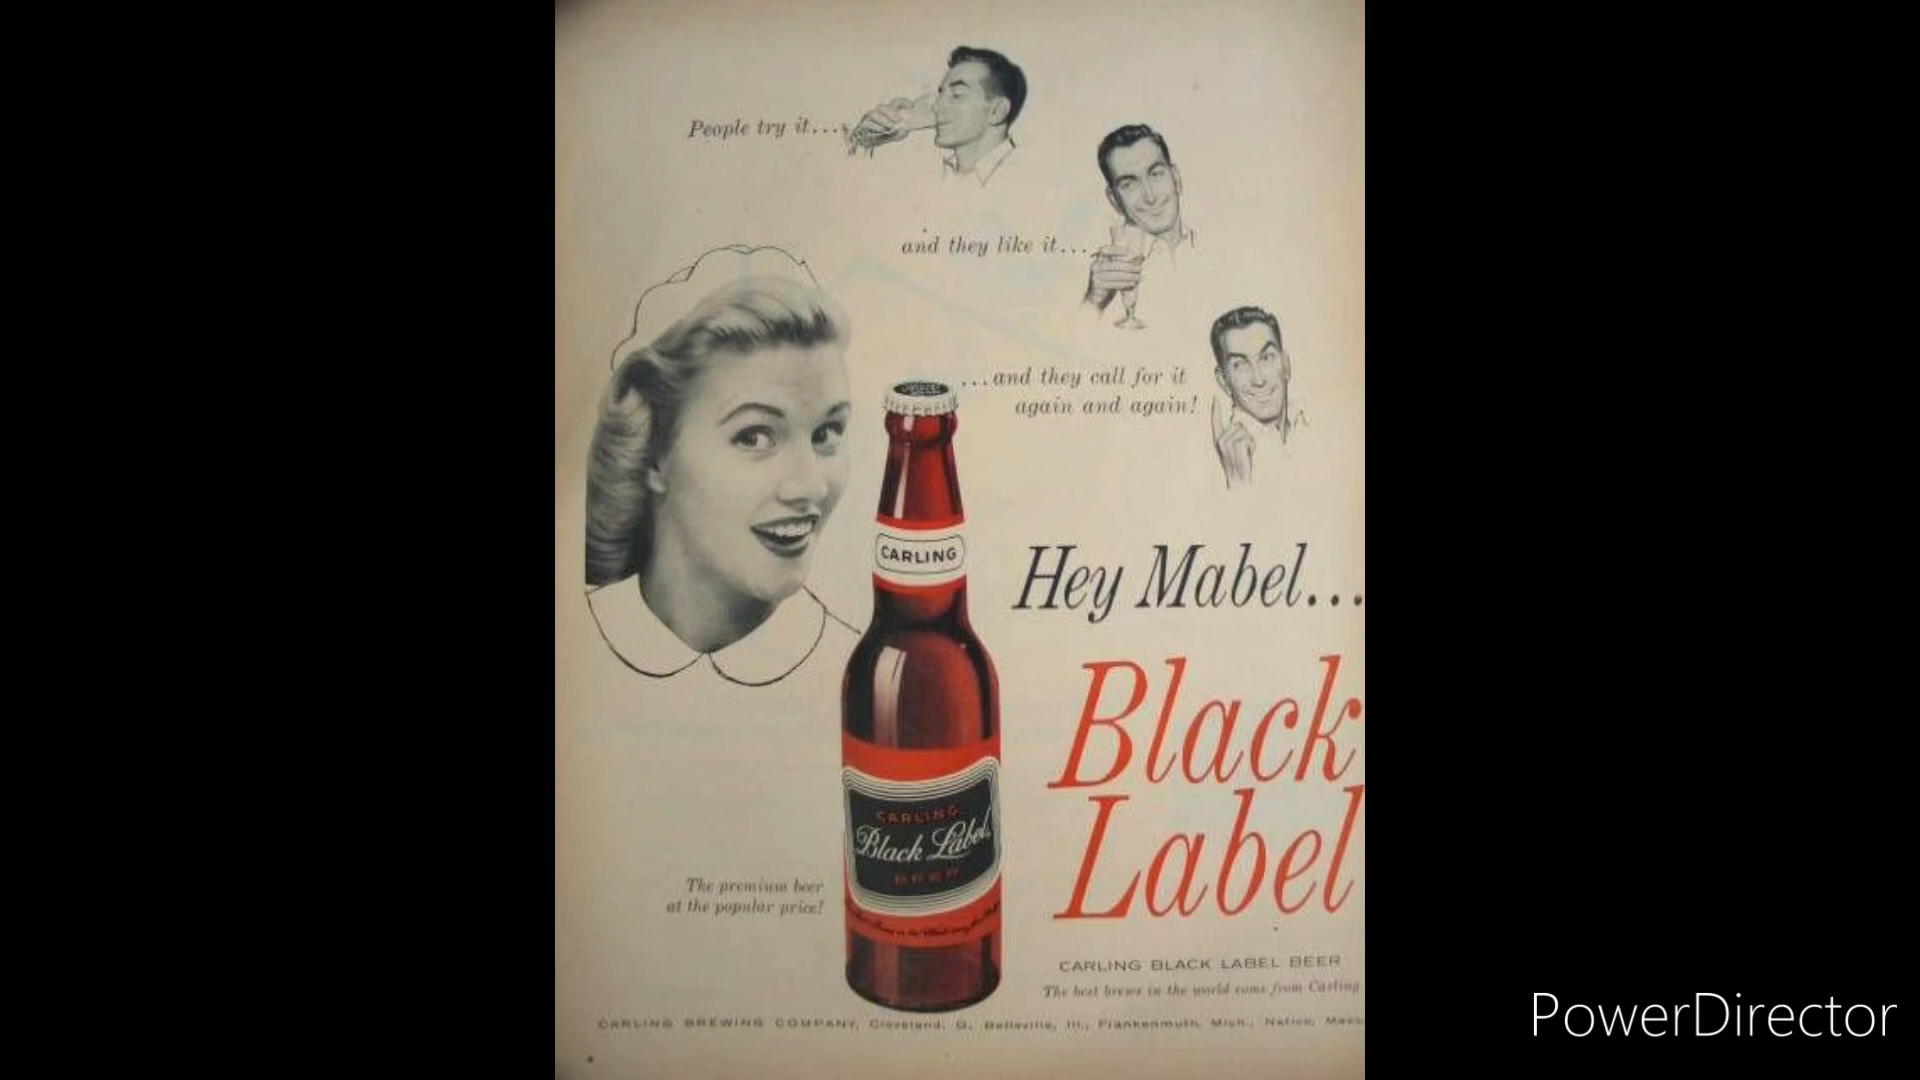 People try it...
and they like it...
...and they call for it
again and again!
CARLING
Hey Mabel...
Black
Label
CARLING
Black Label
BEER
The premium beer
at the popular price!
CARLING BLACK LABEL BEER
The best brews in the world come from Carling
CARLING BREWING COMPANY, Cleveland, O., Belleville, Ill., Frankenmuth, Mich., Natick, Mass.
PowerDirector